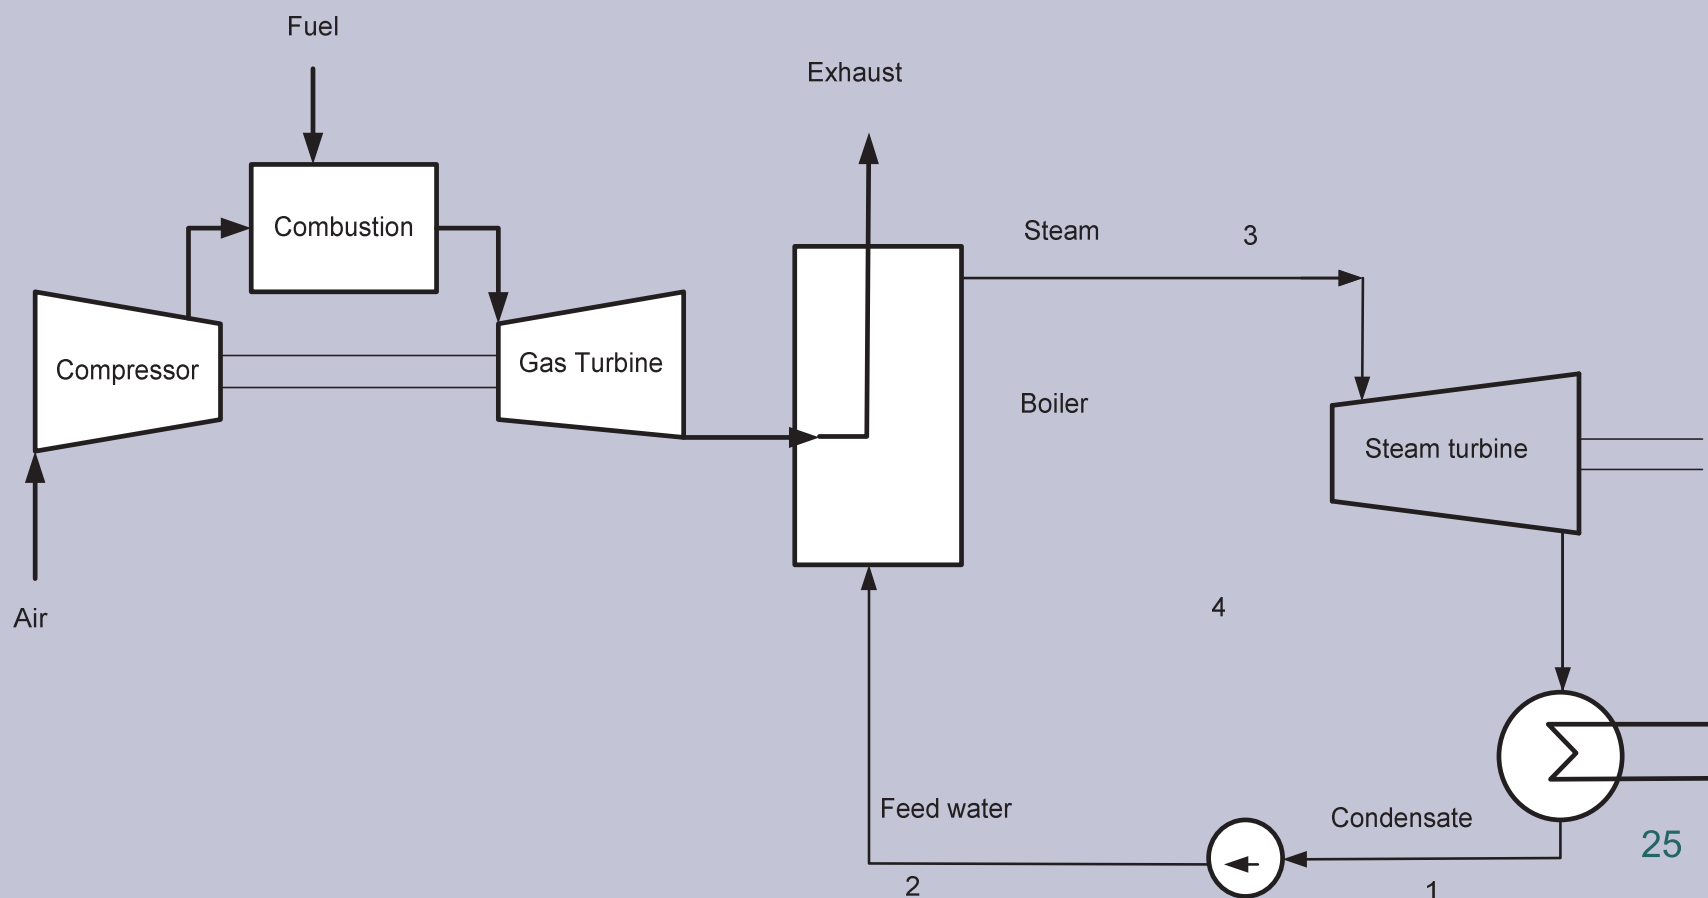 Fuel
Exhaust
Combustion
Steam
3
Compressor
Gas Turbine
Boiler
Steam turbine
Air
4
Feed water
Condensate
25
2
1